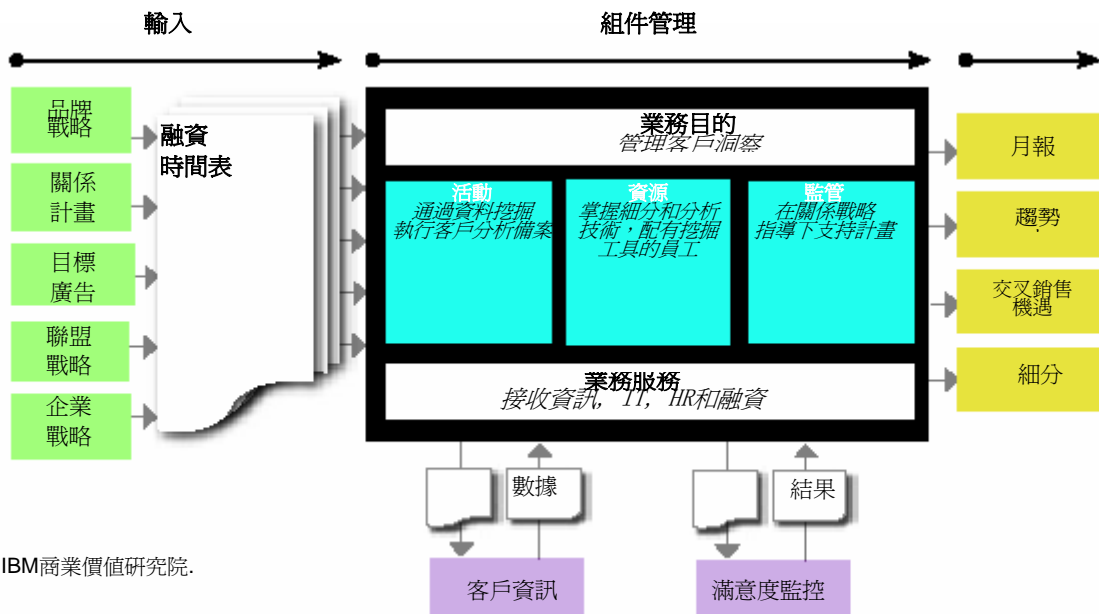 輸入
組件管理
品牌
戰略
關係
計畫
目標
廣告
聯盟
戰略
企業
戰略
融資
時間表
業務目的
管理客戶洞察
活動
通過資料挖掘
執行客戶分析備案
資源
掌握細分和分析
技術，配有挖掘
工具的員工
監管
在關係戰略
指導下支持計畫
業務服務
接收資訊, IT, HR和融資
月報
趨勢
交叉銷售
機遇
細分
數據
結果
客戶資訊
滿意度監控
IBM商業價值研究院.